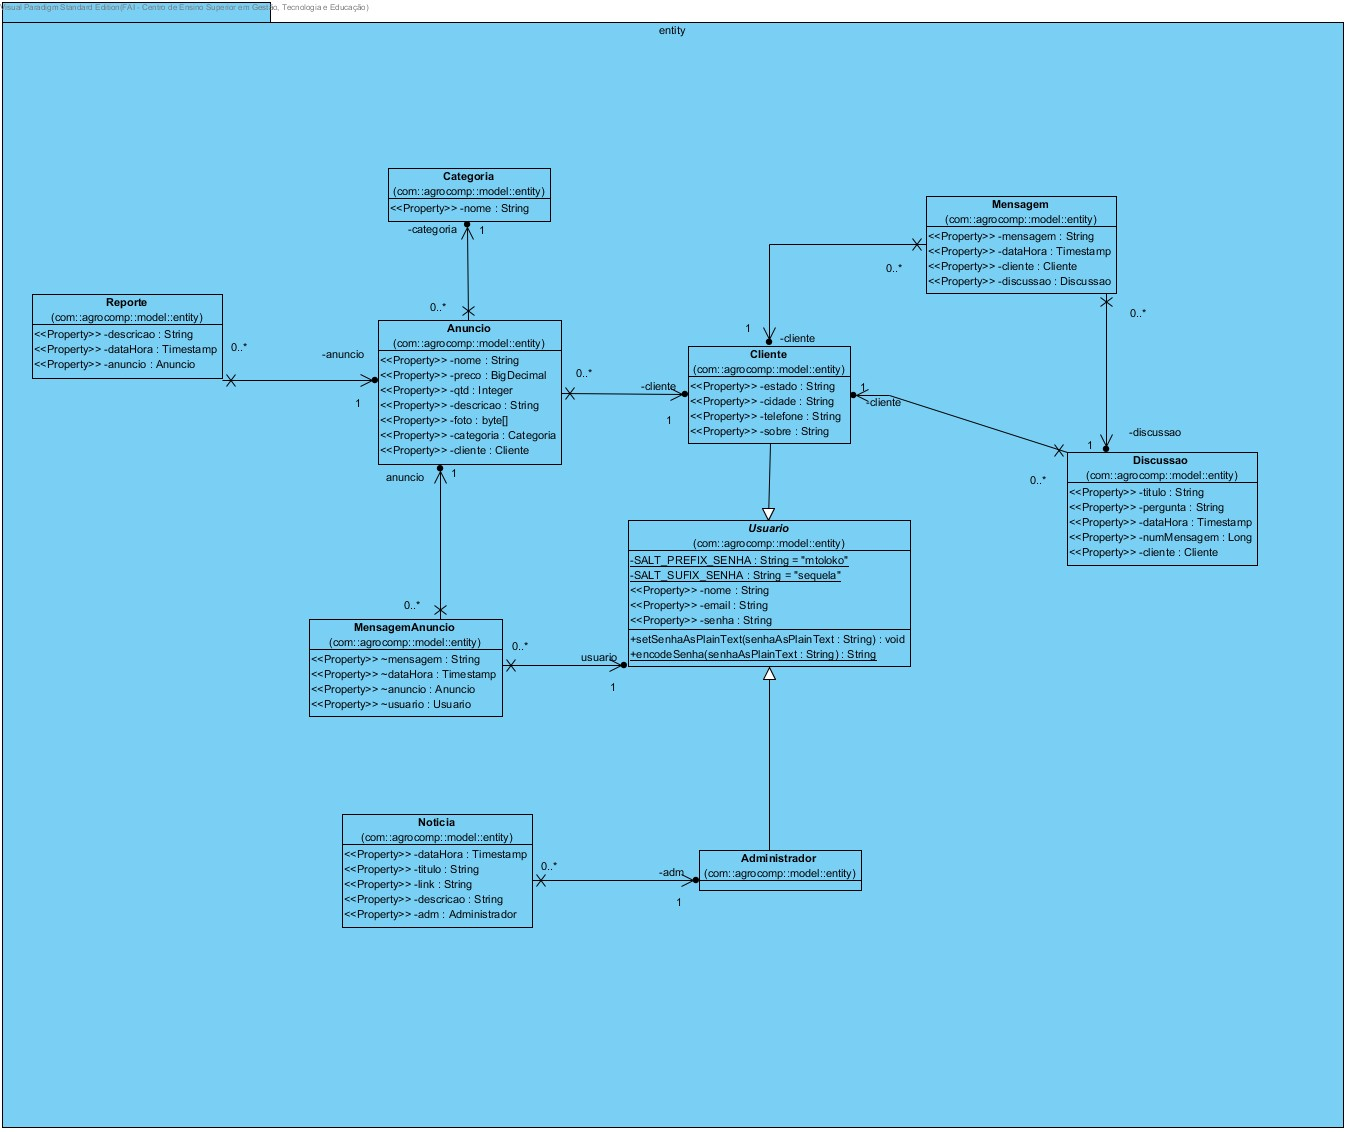 Visual Paradigm Standard Edition(FAI - Centro de Ensino Superior em Gestão, Tecnologia e Educação)
entity
Categoria
(com::agrocomp::model::entity)
<<Property>> -nome : String
-categoria
1
0..*
Mensagem
(com::agrocomp::model::entity)
<<Property>> -mensagem : String
<<Property>> -dataHora : Timestamp
<<Property>> -cliente : Cliente
<<Property>> -discussao : Discussao
0..*
0..*
1
-cliente
Reporte
(com::agrocomp::model::entity)
<<Property>> -descricao : String
<<Property>> -dataHora : Timestamp
<<Property>> -anuncio : Anuncio
0..*
-anuncio
1
Anuncio
(com::agrocomp::model::entity)
<<Property>> -nome : String
<<Property>> -preco : BigDecimal
<<Property>> -qtd : Integer
<<Property>> -descricao : String
<<Property>> -foto : byte[]
<<Property>> -categoria : Categoria
<<Property>> -cliente : Cliente
0..*
-cliente
1
Cliente
(com::agrocomp::model::entity)
<<Property>> -estado : String
<<Property>> -cidade : String
<<Property>> -telefone : String
<<Property>> -sobre : String
1
-cliente
-discussao
1
0..*
Discussao
(com::agrocomp::model::entity)
<<Property>> -titulo : String
<<Property>> -pergunta : String
<<Property>> -dataHora : Timestamp
<<Property>> -numMensagem : Long
<<Property>> -cliente : Cliente
anuncio
1
0..*
Usuario
(com::agrocomp::model::entity)
-SALT_PREFIX_SENHA : String = "mtoloko"
-SALT_SUFIX_SENHA : String = "sequela"
<<Property>> -nome : String
<<Property>> -email : String
<<Property>> -senha : String
+setSenhaAsPlainText(senhaAsPlainText : String) : void
+encodeSenha(senhaAsPlainText : String) : String
MensagemAnuncio
(com::agrocomp::model::entity)
<<Property>> ~mensagem : String
<<Property>> ~dataHora : Timestamp
<<Property>> ~anuncio : Anuncio
<<Property>> ~usuario : Usuario
0..*
usuario
1
Noticia
(com::agrocomp::model::entity)
<<Property>> -dataHora : Timestamp
<<Property>> -titulo : String
<<Property>> -link : String
<<Property>> -descricao : String
<<Property>> -adm : Administrador
0..*
-adm
1
Administrador
(com::agrocomp::model::entity)